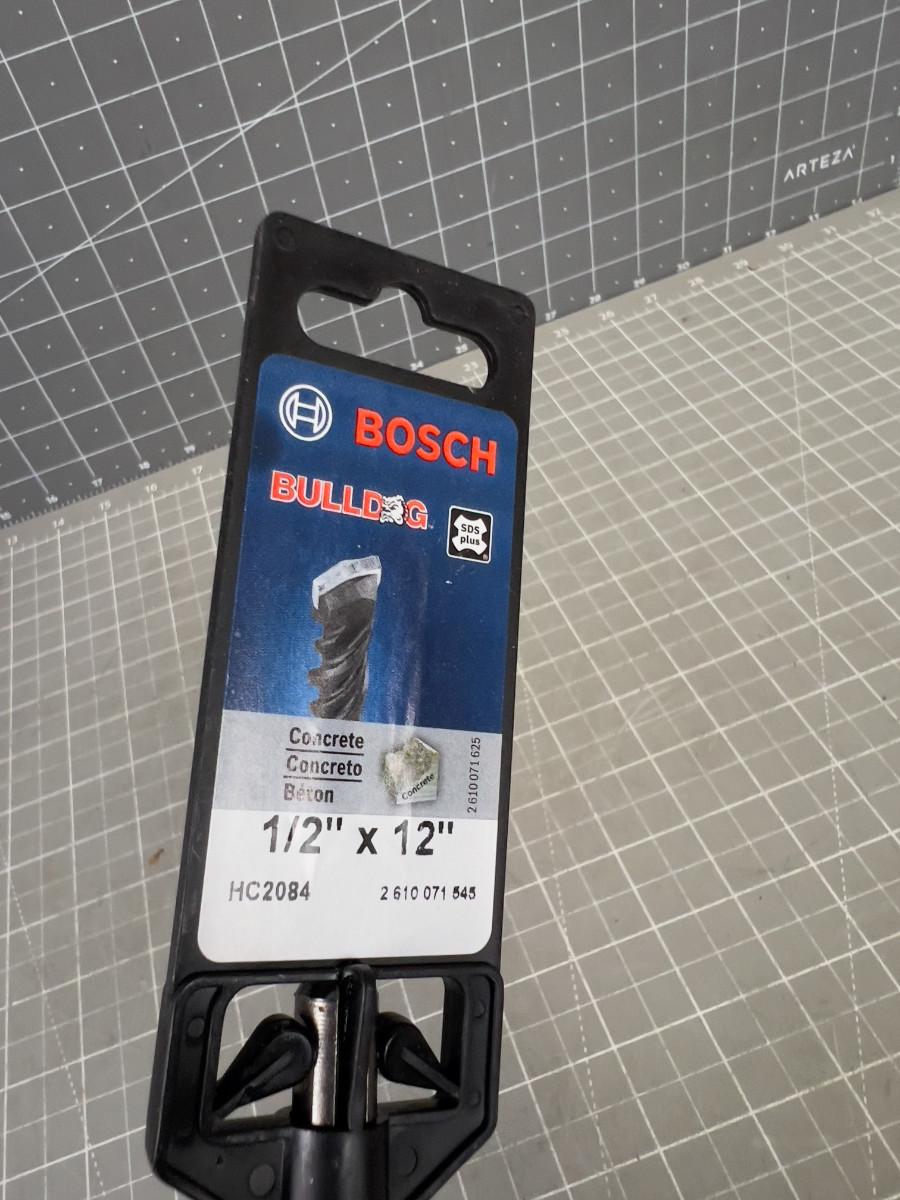 ARTEZA
BOSCH
BULLDOG
SDS
plus
Concrete
Concreto
Béton
Concrete
2 610 071 625
1/2" x 12"
HC2084 2 610 071 545